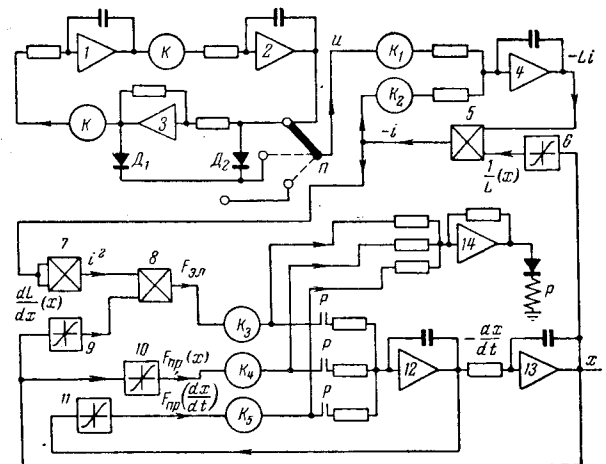 1
K
2
u
K₁
4
-Li
K₂
5
-i
6
K
3
Д₁
Д₂
П
1/L (x)
7
i²
8
Fэл
14
dL/dx (x)
K₃
P
9
P
10
Fпр(x)
K₄
P
12
-dx/dt
13
x
11
Fпр(dx/dt)
K₅
P